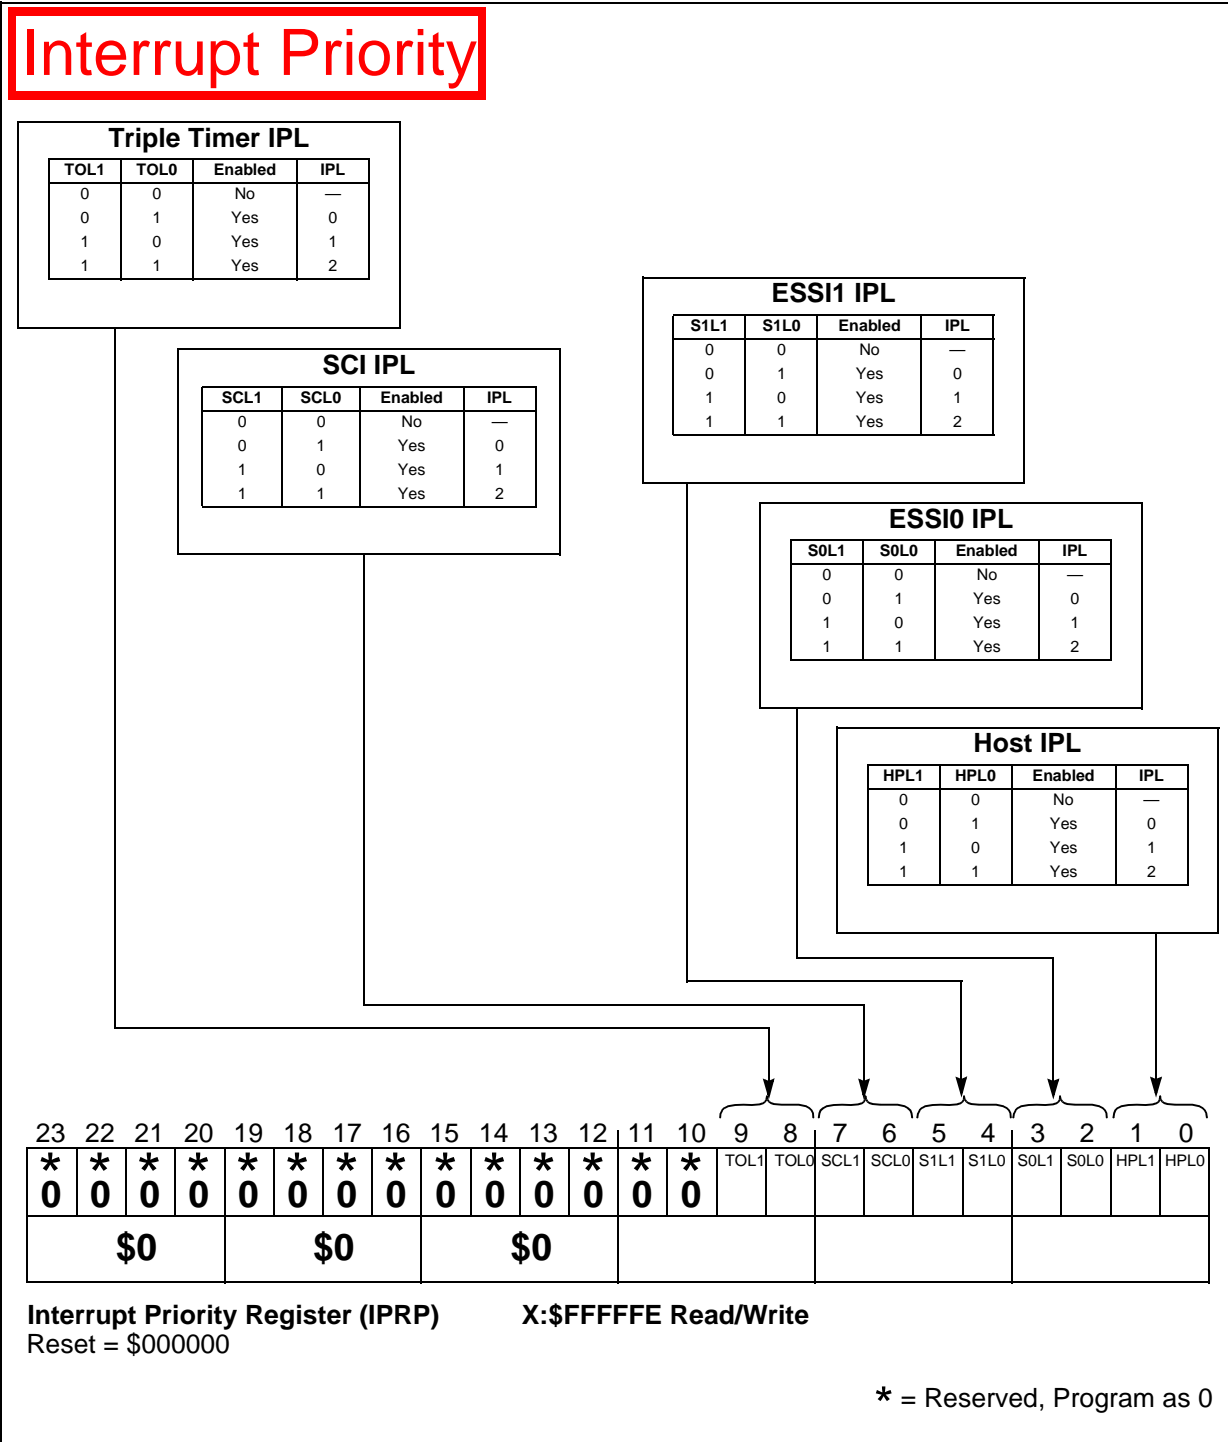 Interrupt Priority
Triple Timer IPL
TOL1 TOL0 Enabled IPL
0 0 No —
0 1 Yes 0
1 0 Yes 1
1 1 Yes 2
ESSI1 IPL
S1L1 S1L0 Enabled IPL
0 0 No —
0 1 Yes 0
1 0 Yes 1
1 1 Yes 2
SCI IPL
SCL1 SCL0 Enabled IPL
0 0 No —
0 1 Yes 0
1 0 Yes 1
1 1 Yes 2
ESSI0 IPL
S0L1 S0L0 Enabled IPL
0 0 No —
0 1 Yes 0
1 0 Yes 1
1 1 Yes 2
Host IPL
HPL1 HPL0 Enabled IPL
0 0 No —
0 1 Yes 0
1 0 Yes 1
1 1 Yes 2
23 22 21 20 19 18 17 16 15 14 13 12 11 10 9 8 7 6 5 4 3 2 1 0
* * * * * * * * * * * * * * TOL1 TOL0 SCL1 SCL0 S1L1 S1L0 S0L1 S0L0 HPL1 HPL0
0 0 0 0 0 0 0 0 0 0 0 0 0 0
$0 $0 $0
Interrupt Priority Register (IPRP) X:$FFFFFE Read/Write
Reset = $000000
* = Reserved, Program as 0